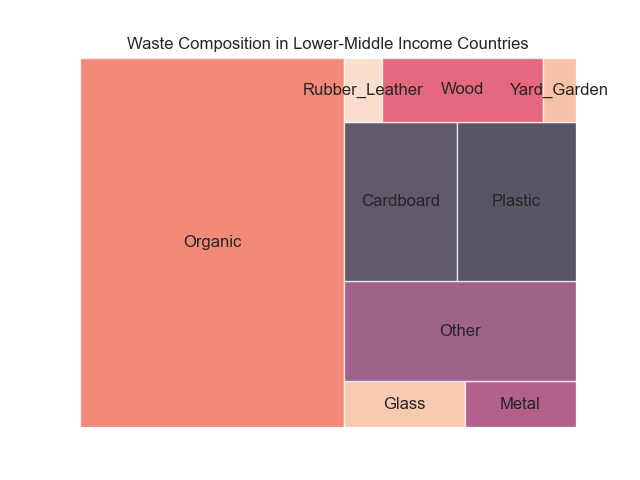 Waste Composition in Lower-Middle Income Countries
Rubber_Leather
Wood
Yard_Garden
Cardboard
Plastic
Organic
Other
Glass
Metal